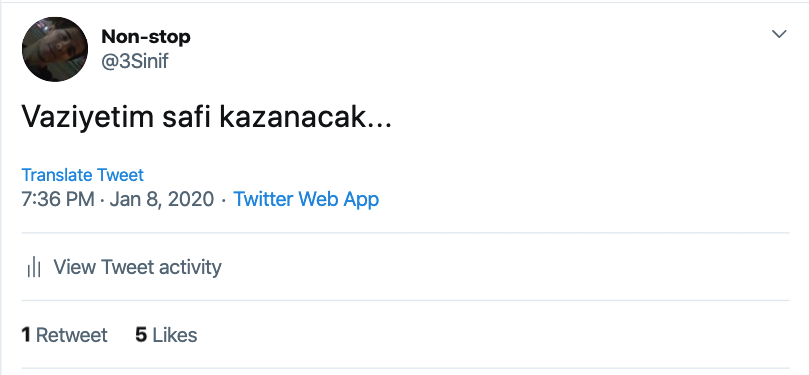 Non-stop
@3Sinif
Vaziyetim safi kazanacak...
Translate Tweet
7:36 PM · Jan 8, 2020 · Twitter Web App
View Tweet activity
1 Retweet 5 Likes